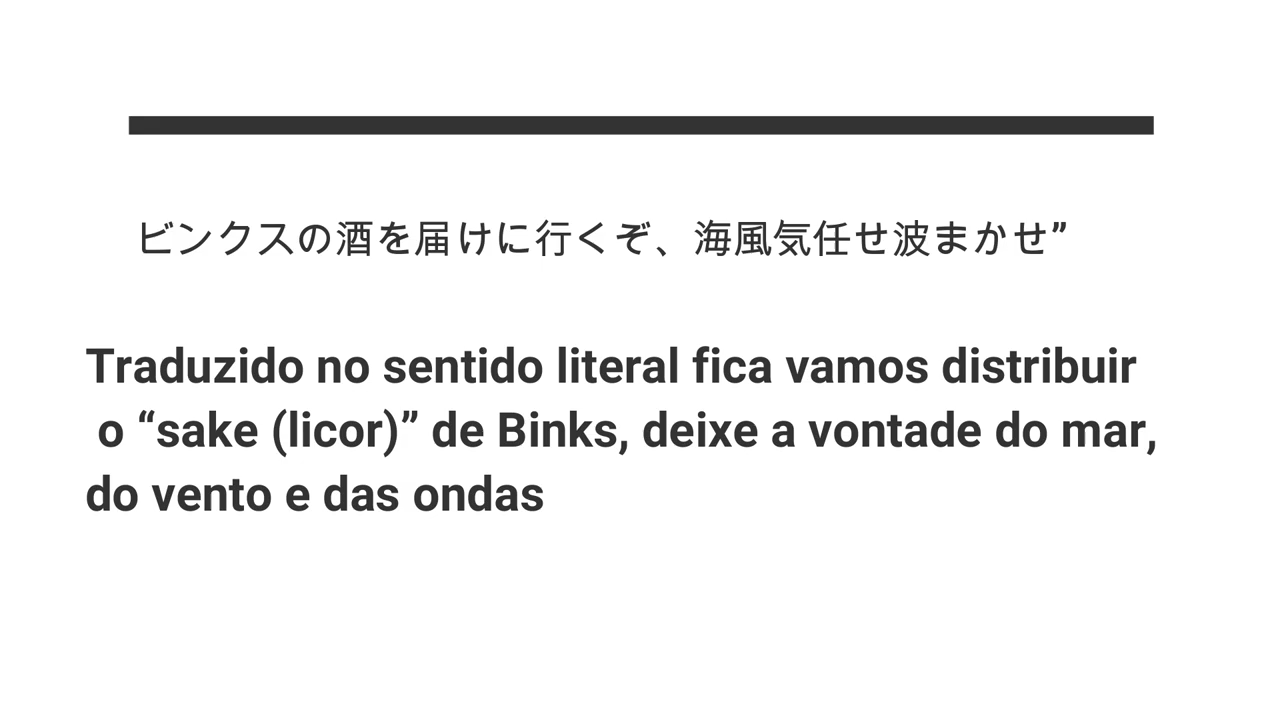 ビンクスの酒を届けに行くぞ、海風気任せ波まかせ”
Traduzido no sentido literal fica vamos distribuir
o “sake (licor)” de Binks, deixe a vontade do mar,
do vento e das ondas